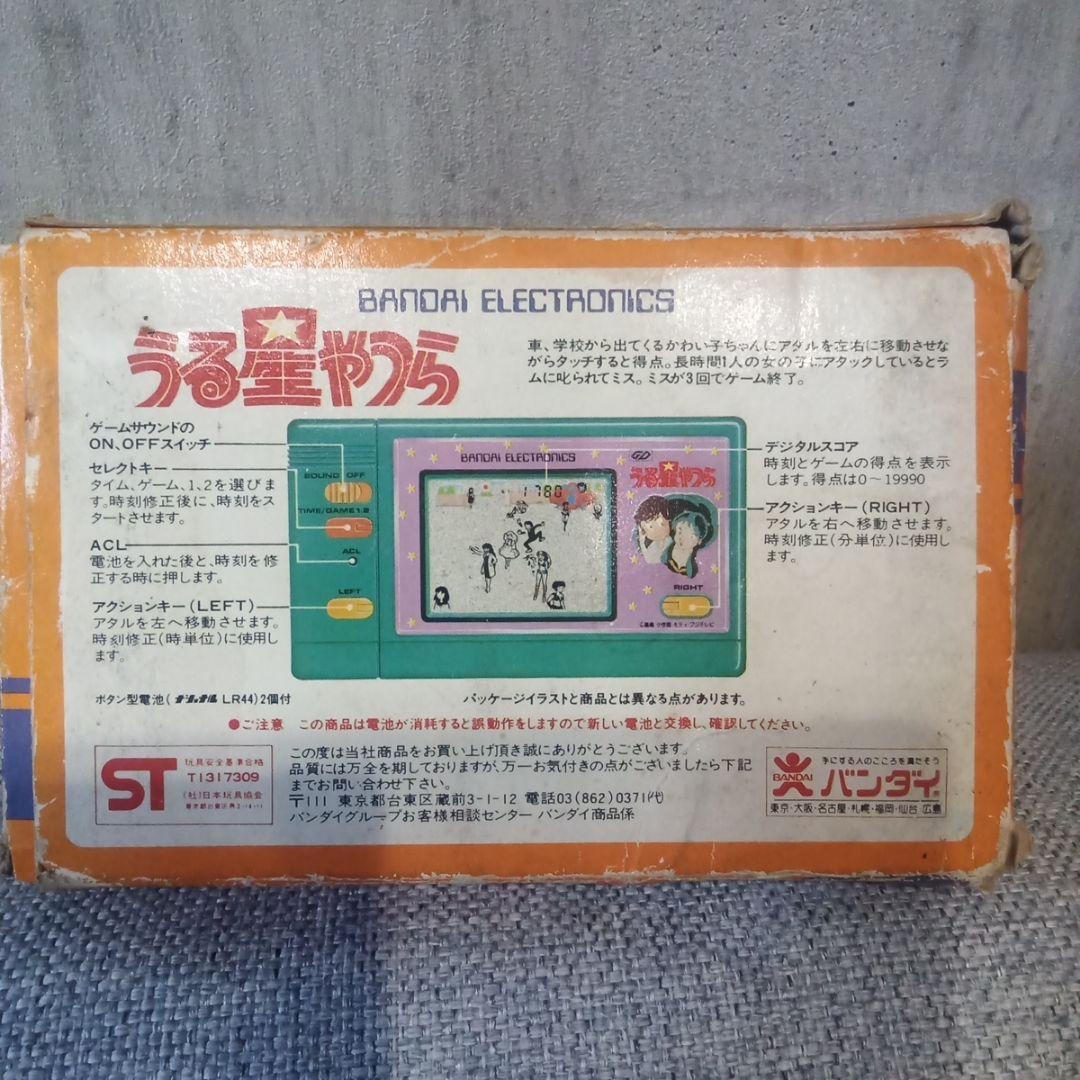 BANDAI ELECTRONICS
うる星やつら
車、学校から出てくるかわい子ちゃんにアタルを左右に移動させな
がらタッチすると得点。長時間1人の女の子にアタックしているとラ
ムに叱られてミス。ミスが3回でゲーム終了。
ゲームサウンドの
ON、OFFスイッチ
セレクトキー
タイム、ゲーム、1、2を選びま
す。時刻修正後に、時刻をス
タートさせます。
ACL
電池を入れた後と、時刻を修
正する時に押します。
アクションキー(LEFT)
アタルを左へ移動させます。
時刻修正(時単位)に使用し
ます。
SOUND OFF
TIME/GAME1・2
ACL
LEFT
BANDAI ELECTRONICS
1780
GD
うる星やつら
RIGHT
デジタルスコア
時刻とゲームの得点を表示
します。得点は0〜19990
アクションキー(RIGHT)
アタルを右へ移動させます。
時刻修正(分単位)に使用し
ます。
ボタン型電池(ナショナル LR44)2個付
パッケージイラストと商品とは異なる点があります。
●ご注意 この商品は電池が消耗すると誤動作をしますので新しい電池と交換し、確認してください。
ST
玩具安全基準合格
T1317309
(社)日本玩具協会
この度は当社商品をお買い上げ頂き誠にありがとうございます。
品質には万全を期しておりますが、万一お気付きの点がございましたら下記
までお問い合わせ下さい。
〒111 東京都台東区蔵前3-1-12 電話03(862)0371㈹
バンダイグループお客様相談センター バンダイ商品係
手にする人のこころを満たそう
BANDAI バンダイ
東京・大阪・名古屋・札幌・福岡・仙台・広島